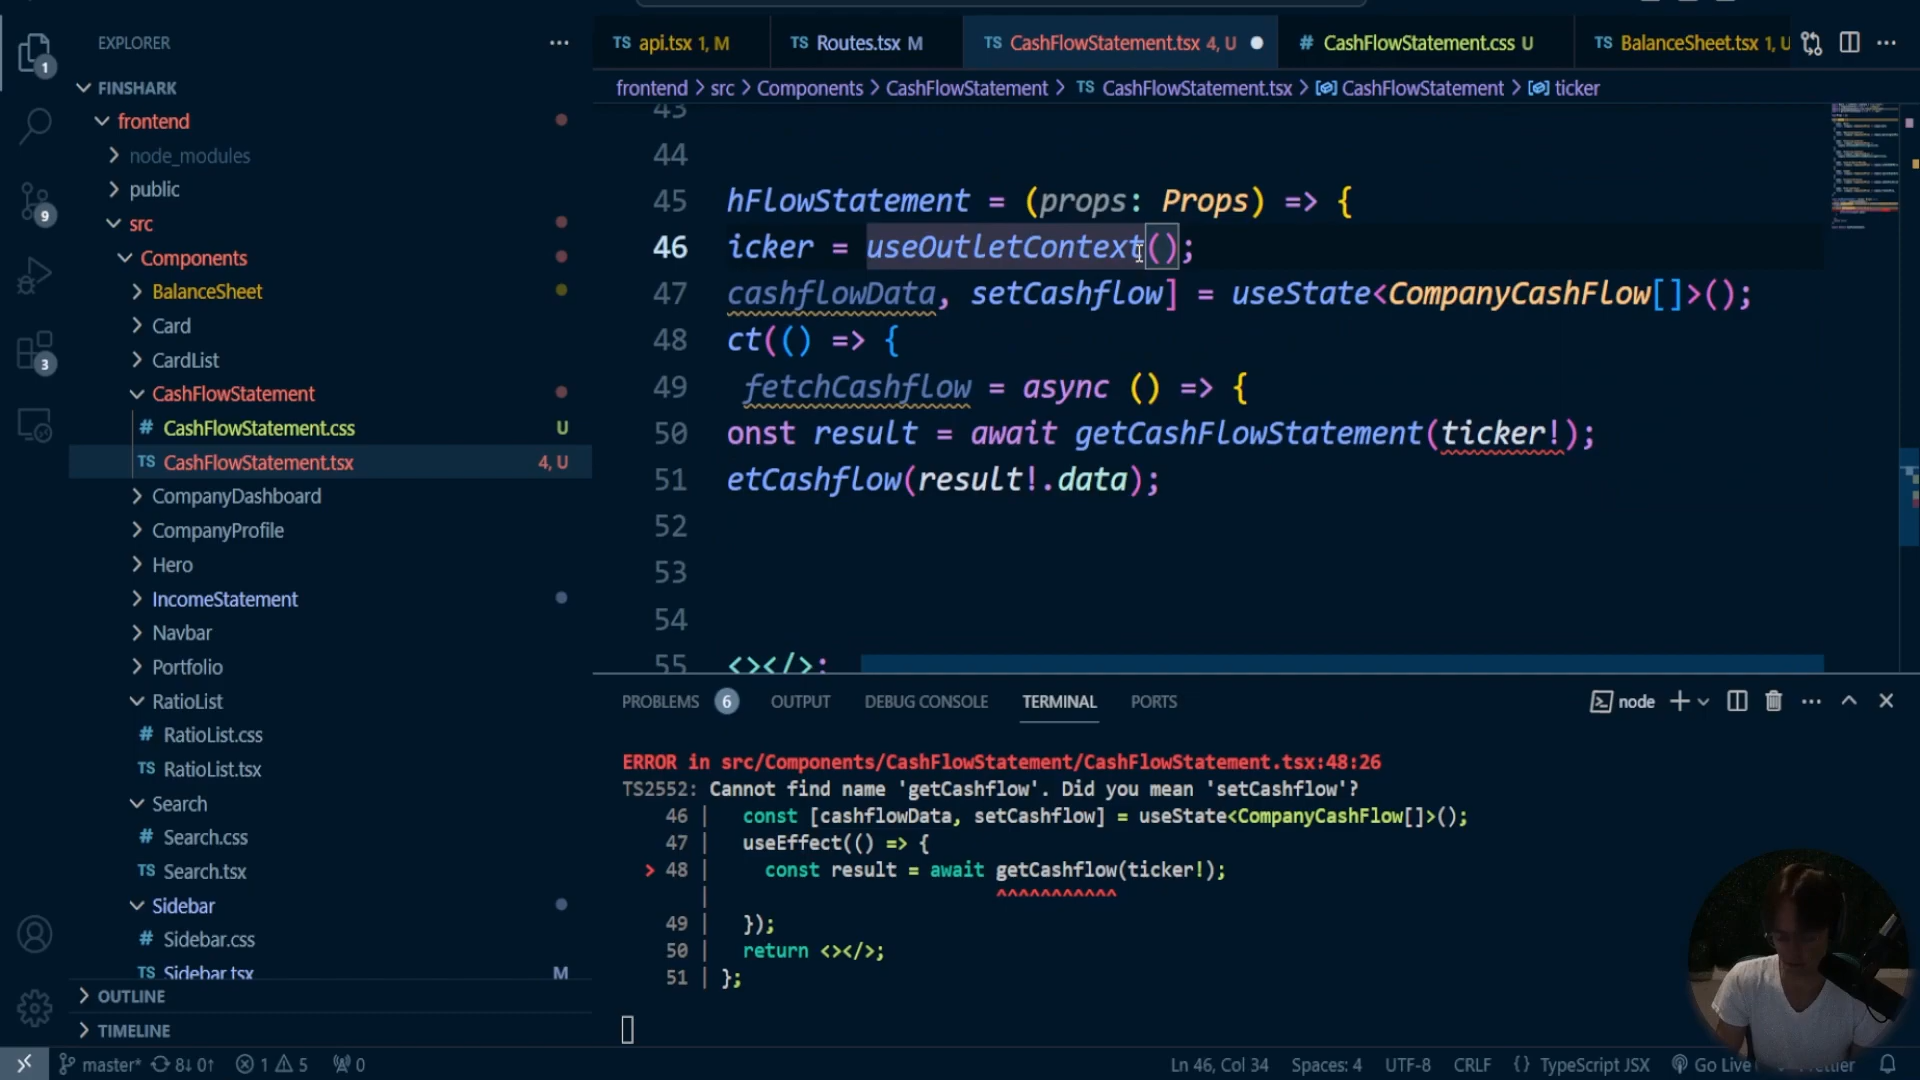 EXPLORER
FINSHARK
frontend
node_modules
public
src
Components
BalanceSheet
Card
CardList
CashFlowStatement
# CashFlowStatement.css U
TS CashFlowStatement.tsx 4, U
CompanyDashboard
CompanyProfile
Hero
IncomeStatement
Navbar
Portfolio
RatioList
# RatioList.css
TS RatioList.tsx
Search
# Search.css
TS Search.tsx
Sidebar
# Sidebar.css
TS Sidebar.tsx M
OUTLINE
TIMELINE
1
9
3
TS api.tsx 1, M TS Routes.tsx M TS CashFlowStatement.tsx 4, U # CashFlowStatement.css U TS BalanceSheet.tsx 1, U
frontend > src > Components > CashFlowStatement > TS CashFlowStatement.tsx > CashFlowStatement > ticker
43
44
45 hFlowStatement = (props: Props) => {
46 icker = useOutletContext();
47 cashflowData, setCashflow] = useState<CompanyCashFlow[]>();
48 ct(() => {
49 fetchCashflow = async () => {
50 onst result = await getCashFlowStatement(ticker!);
51 etCashflow(result!.data);
52
53
54
55 <></>;
PROBLEMS 6 OUTPUT DEBUG CONSOLE TERMINAL PORTS node
ERROR in src/Components/CashFlowStatement/CashFlowStatement.tsx:48:26
TS2552: Cannot find name 'getCashflow'. Did you mean 'setCashflow'?
46 | const [cashflowData, setCashflow] = useState<CompanyCashFlow[]>();
47 | useEffect(() => {
> 48 | const result = await getCashflow(ticker!);
| ^^^^^^^^^^^
49 | });
50 | return <></>;
51 | };
master* 8↓ 0↑ 1 5 0 Ln 46, Col 34 Spaces: 4 UTF-8 CRLF {} TypeScript JSX Go Live